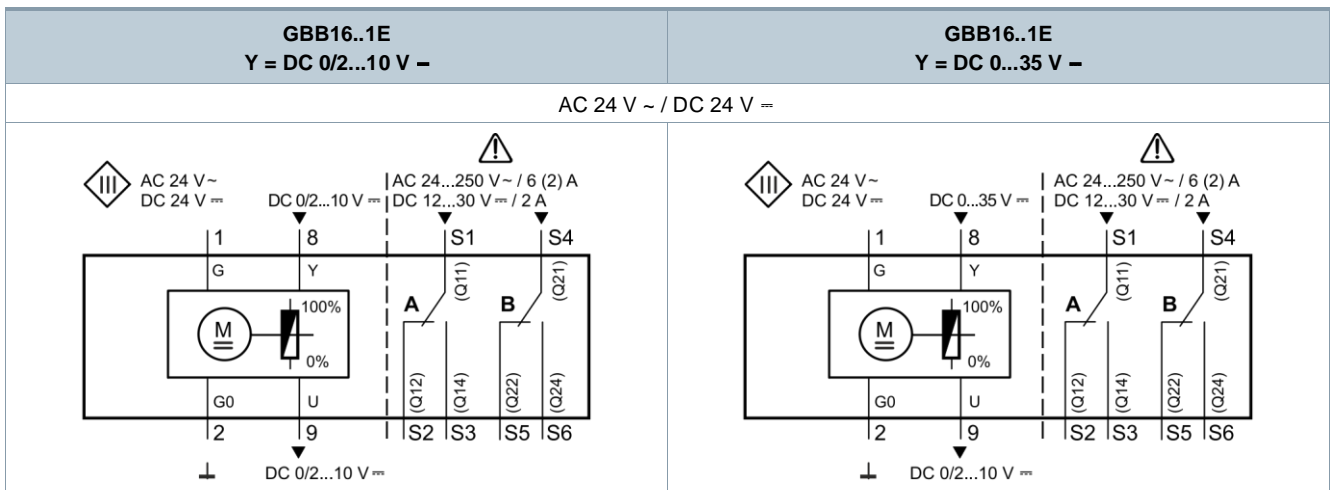 GBB16..1E
Y = DC 0/2...10 V ⎓
GBB16..1E
Y = DC 0...35 V ⎓
AC 24 V ~ / DC 24 V ⎓
III
AC 24 V ~
DC 24 V ⎓
DC 0/2...10 V ⎓
AC 24...250 V ~ / 6 (2) A
DC 12...30 V ⎓ / 2 A
1
8
S1
S4
G
Y
(Q11)
(Q21)
A
B
M
100%
0%
(Q12)
(Q14)
(Q22)
(Q24)
G0
U
2
9
S2
S3
S5
S6
DC 0/2...10 V ⎓
III
AC 24 V ~
DC 24 V ⎓
DC 0...35 V ⎓
AC 24...250 V ~ / 6 (2) A
DC 12...30 V ⎓ / 2 A
1
8
S1
S4
G
Y
(Q11)
(Q21)
A
B
M
100%
0%
(Q12)
(Q14)
(Q22)
(Q24)
G0
U
2
9
S2
S3
S5
S6
DC 0/2...10 V ⎓